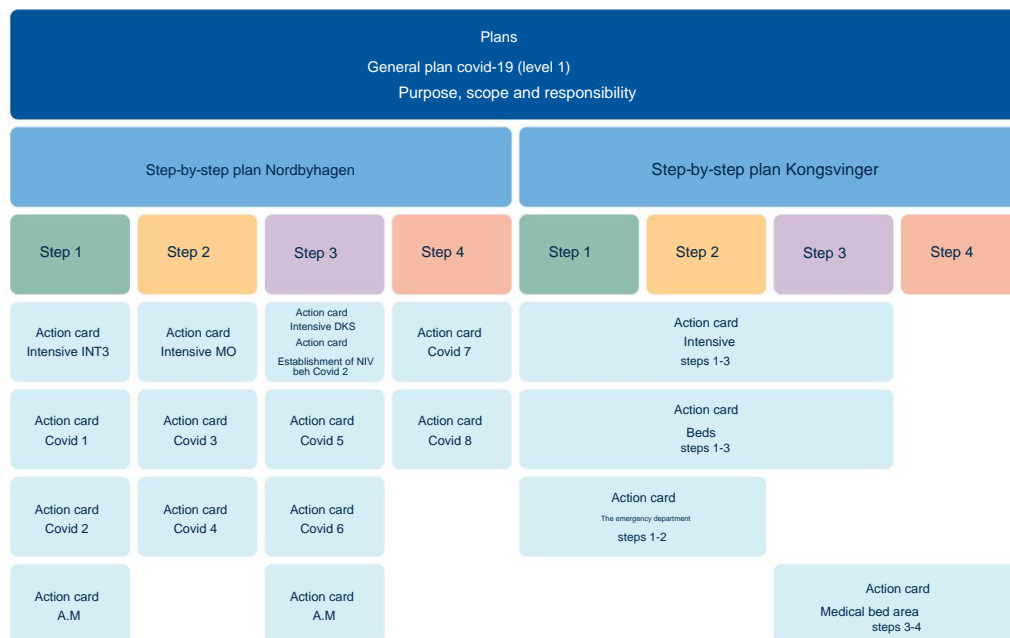 Plans
General plan covid-19 (level 1)
Purpose, scope and responsibility
Step-by-step plan Nordbyhagen
Step-by-step plan Kongsvinger
Step 1
Step 2
Step 3
Step 4
Step 1
Step 2
Step 3
Step 4
Action card
Intensive INT3
Action card
Intensive MO
Action card
Intensive DKS
Action card
Establishment of NIV
beh Covid 2
Action card
Covid 7
Action card
Intensive
steps 1-3
Action card
Covid 1
Action card
Covid 3
Action card
Covid 5
Action card
Covid 8
Action card
Beds
steps 1-3
Action card
Covid 2
Action card
Covid 4
Action card
Covid 6
Action card
The emergency department
steps 1-2
Action card
A.M
Action card
A.M
Action card
Medical bed area
steps 3-4